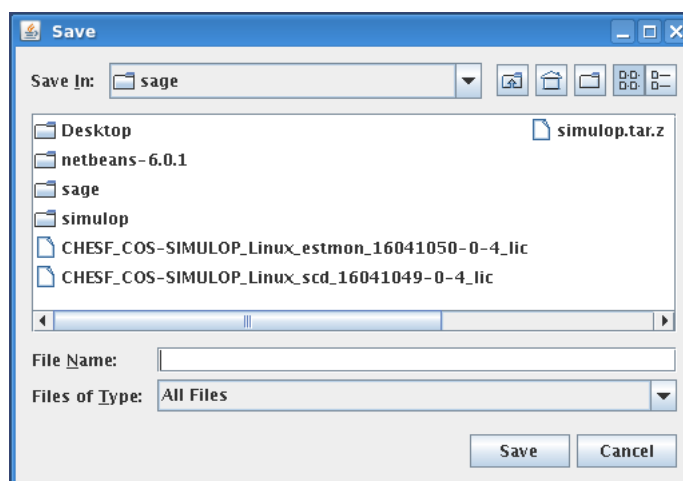 Save
Save In: sage
Desktop
simulop.tar.z
netbeans-6.0.1
sage
simulop
CHESF_COS-SIMULOP_Linux_estmon_16041050-0-4_lic
CHESF_COS-SIMULOP_Linux_scd_16041049-0-4_lic
File Name:
Files of Type: All Files
Save Cancel